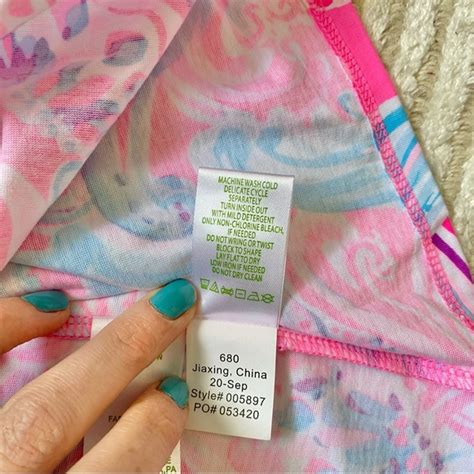 MACHINE WASH COLD
DELICATE CYCLE
SEPARATELY
TURN INSIDE OUT
WITH MILD DETERGENT
ONLY NON-CHLORINE BLEACH,
IF NEEDED
DO NOT WRING OR TWIST
BLOCK TO SHAPE
LAY FLAT TO DRY
LOW IRON IF NEEDED
DO NOT DRY CLEAN
680
Jiaxing, China
20-Sep
Style# 005897
PO# 053420